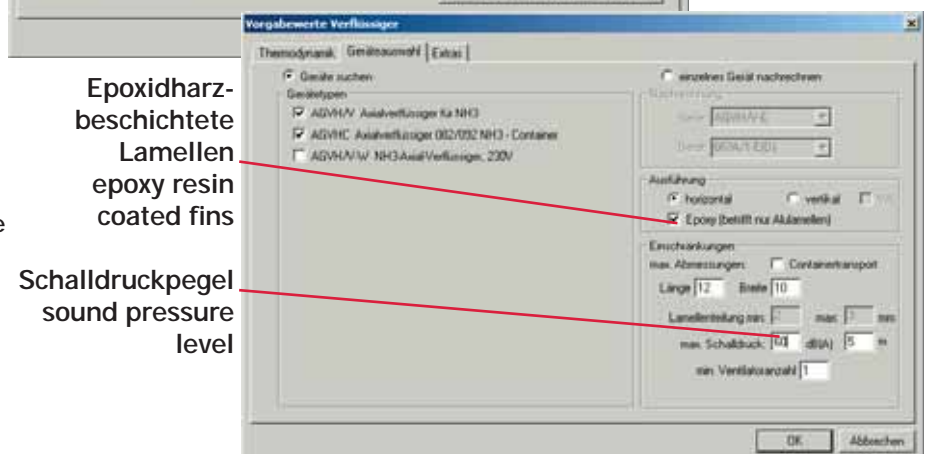 Vorgabewerte Verflüssiger
Thermodynamik Geräteauswahl Extras
Geräte suchen
Gerätetypen
AGVH/V Axialverflüssiger für NH3
AGVHC Axialverflüssiger 082/092 NH3 - Container
AGVH/V-W NH3 Axial Verflüssiger, 230V
einzelnes Gerät nachrechnen
Nachrechnung
Serie:
Gerät:
Ausführung
horizontal vertikal
Epoxy (betrifft nur Alulamellen)
Einschränkungen
max. Abmessungen: Containertransport
Länge 12 Breite 10
Lamellenteilung min: max: mm
max. Schalldruck: 60 dB(A) 5 m
min. Ventilatoranzahl 1
OK Abbrechen
Epoxidharz-
beschichtete
Lamellen
epoxy resin
coated fins
e
Schalldruckpegel
sound pressure
level